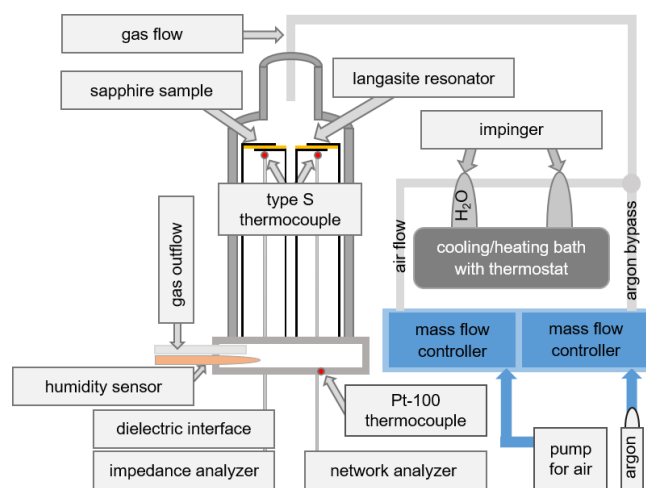 gas flow
sapphire sample
langasite resonator
impinger
type S
thermocouple
H₂O
air flow
argon bypass
cooling/heating bath
with thermostat
gas outflow
mass flow
controller
mass flow
controller
humidity sensor
Pt-100
thermocouple
dielectric interface
impedance analyzer
network analyzer
pump
for air
argon